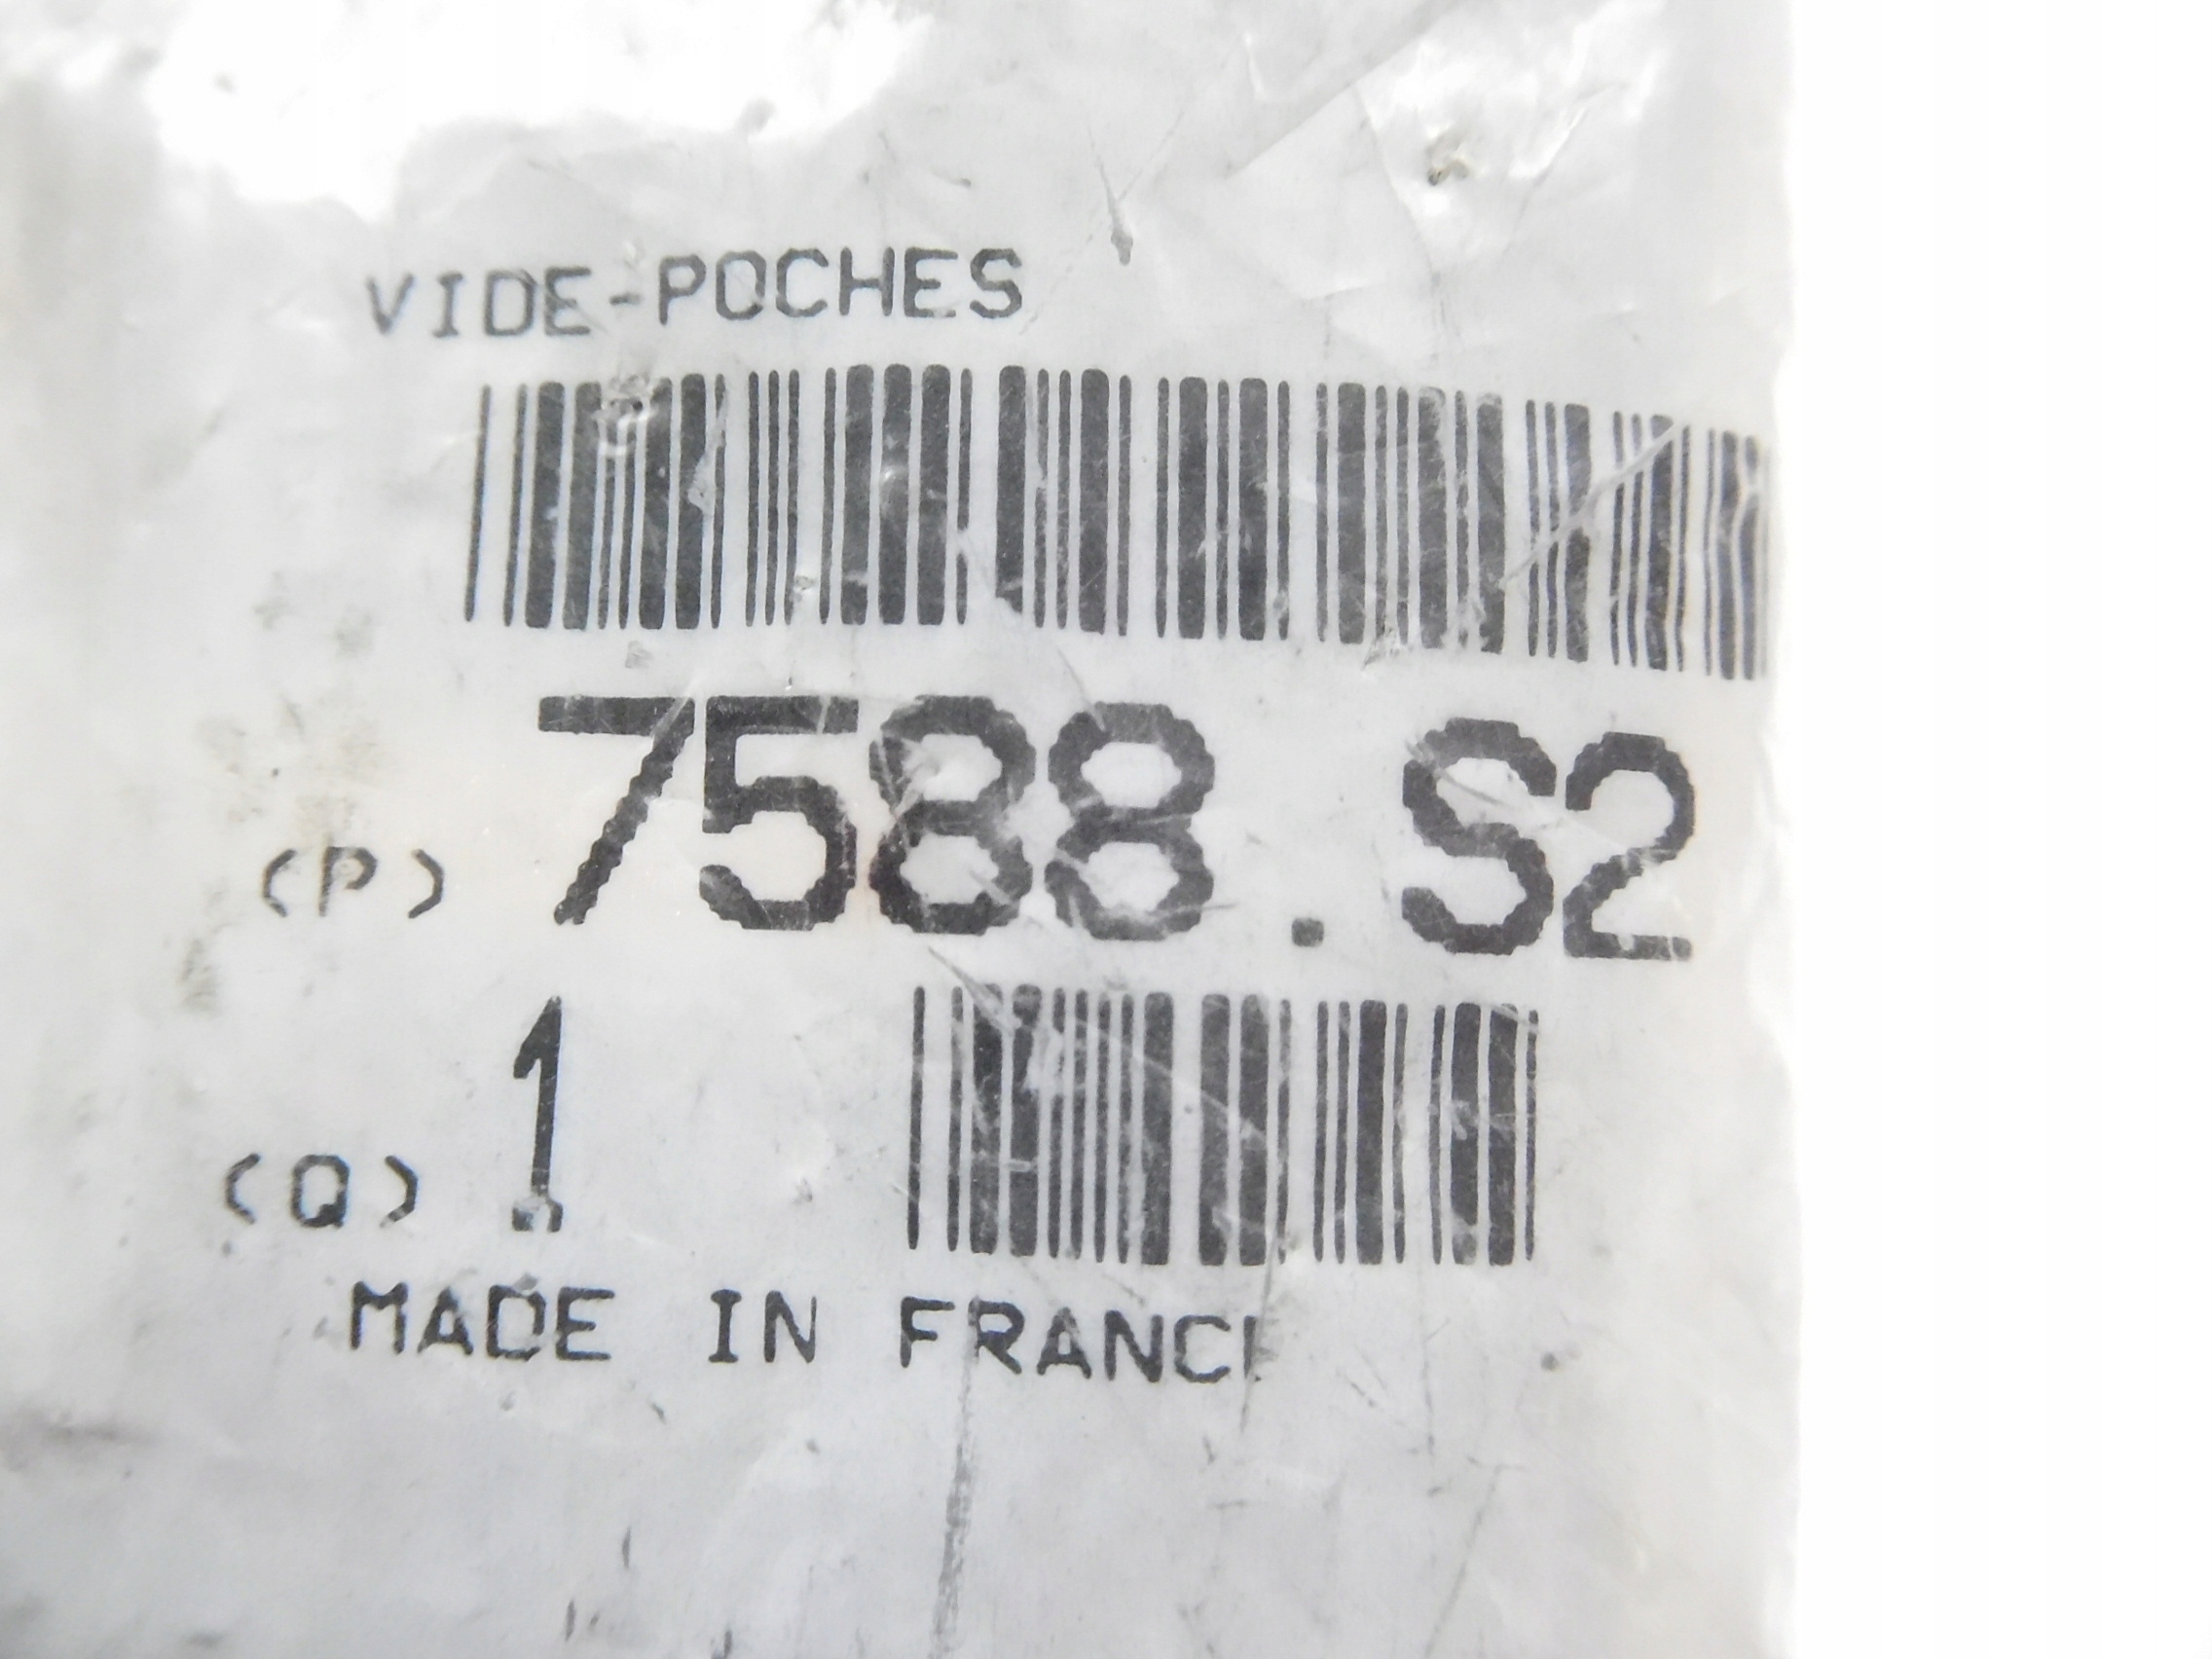 VIDE-POCHES
(P) 7588.S2
(Q) 1
MADE IN FRANCE